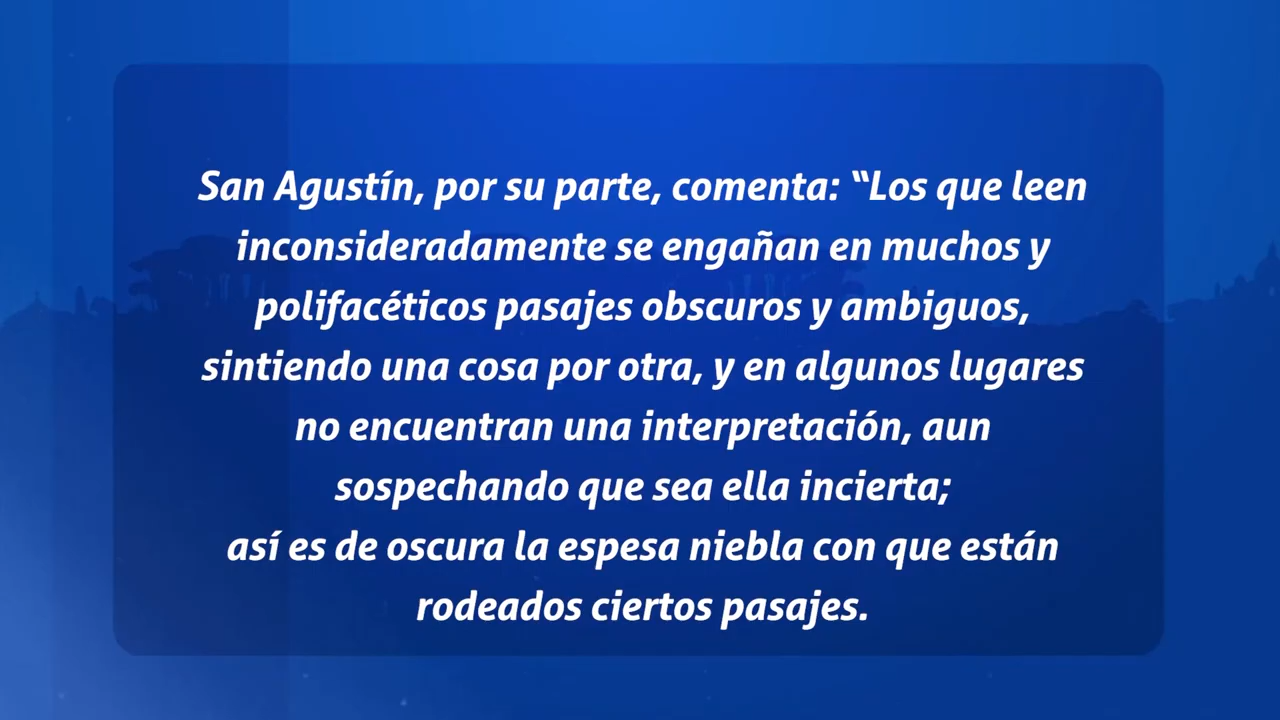 San Agustín, por su parte, comenta: “Los que leen
inconsideradamente se engañan en muchos y
polifacéticos pasajes obscuros y ambiguos,
sintiendo una cosa por otra, y en algunos lugares
no encuentran una interpretación, aun
sospechando que sea ella incierta;
así es de oscura la espesa niebla con que están
rodeados ciertos pasajes.